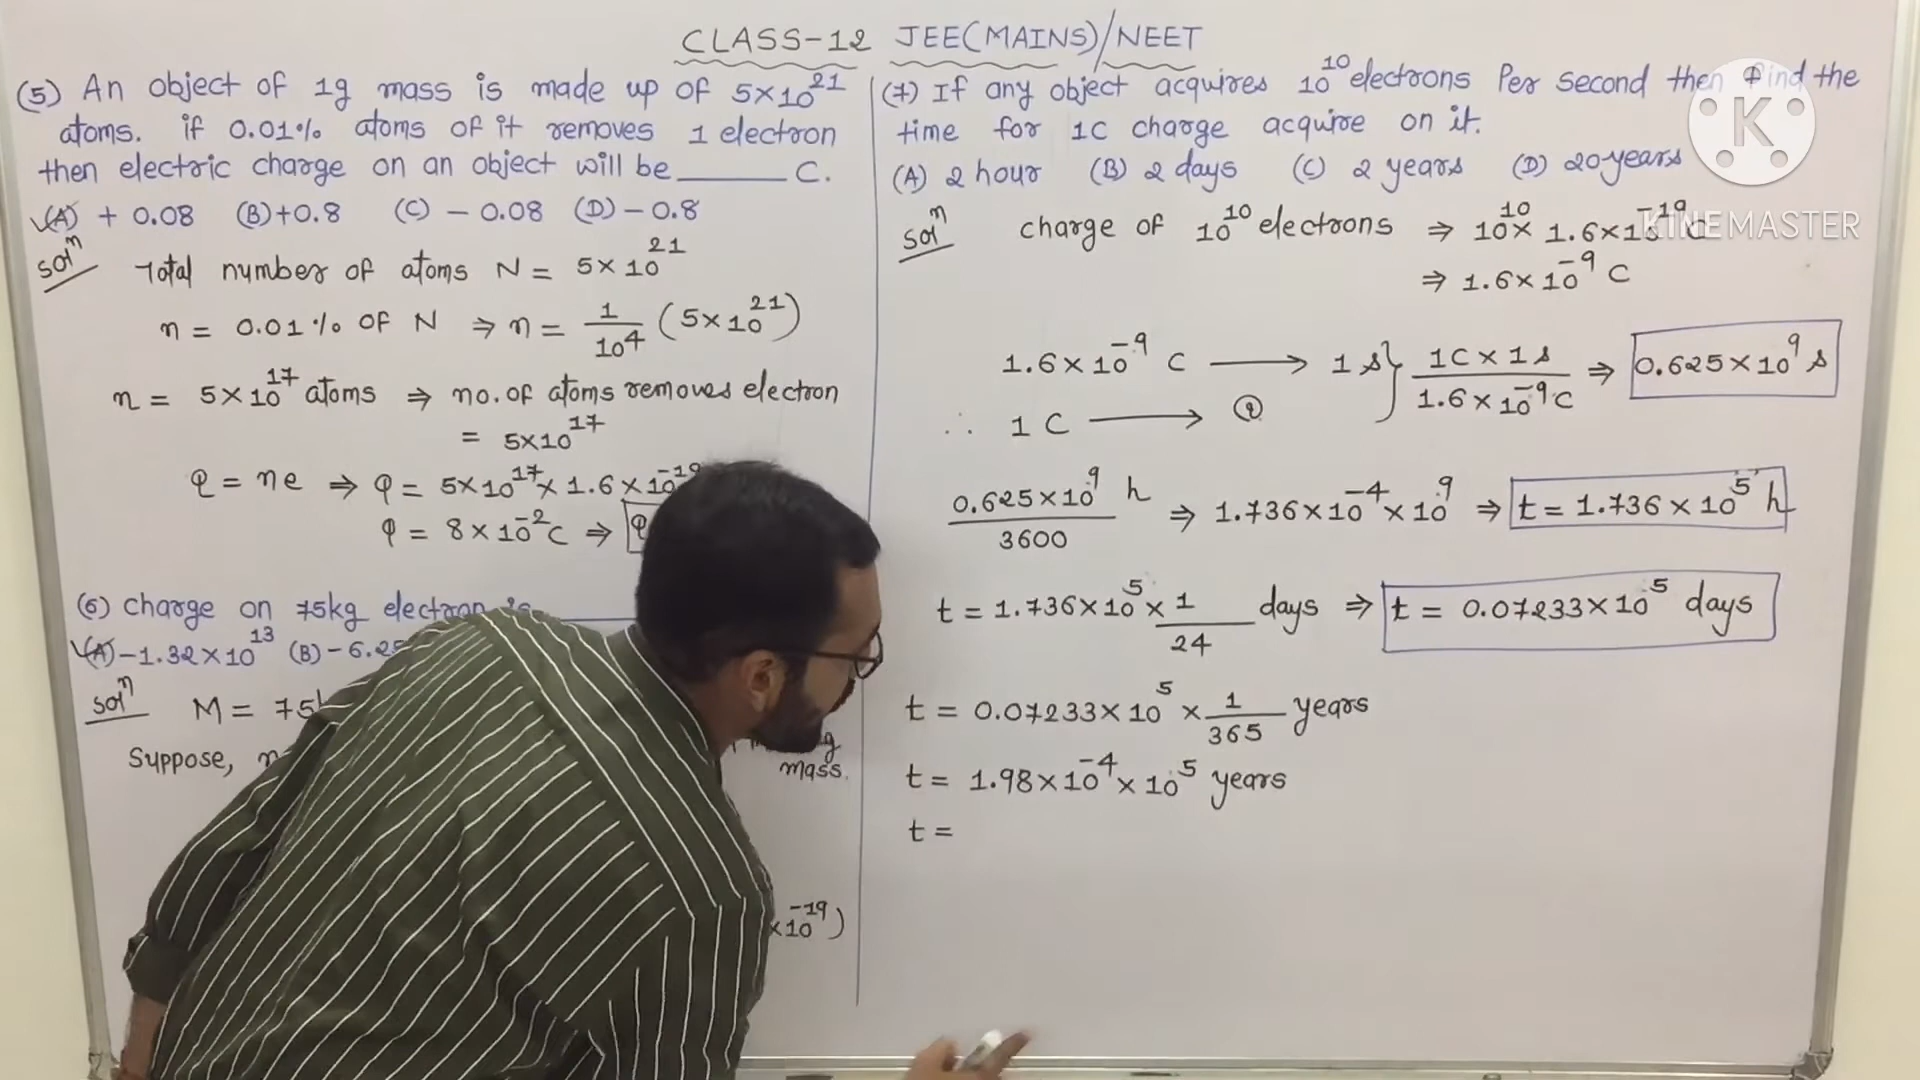 CLASS-12 JEE(MAINS)/NEET
(5) An object of 1g mass is made up of 5×10²¹
atoms. if 0.01% atoms of it removes 1 electron
then electric charge on an object will be ______ C.
(A) + 0.08 (B)+0.8 (C) - 0.08 (D) - 0.8
solⁿ
Total number of atoms N = 5×10²¹
n = 0.01% OF N ⇒ n = 1/10⁴ (5×10²¹)
n = 5×10¹⁷ atoms ⇒ no. of atoms removes electron
= 5×10¹⁷
Q = ne ⇒ Q = 5×10¹⁷ × 1.6×10⁻¹⁹
Q = 8×10⁻² C ⇒
(6) Charge on 75kg electron is
(A) -1.32×10¹³ (B) -6.25
solⁿ M = 75
Suppose,
mass.
×10⁻¹⁹)
(7) If any object acquires 10¹⁰ electrons Per second then find the
time for 1C charge acquire on it.
(A) 2 hour (B) 2 days (C) 2 years (D) 20 years
solⁿ charge of 10¹⁰ electrons ⇒ 10¹⁰ × 1.6×10⁻¹⁹ C
⇒ 1.6×10⁻⁹ C
1.6×10⁻⁹ C → 1 s } 1C × 1s / 1.6×10⁻⁹C ⇒ 0.625×10⁹ s
∴ 1 C →
0.625×10⁹ / 3600 h ⇒ 1.736×10⁻⁴×10⁹ ⇒ t = 1.736×10⁵ h
t = 1.736×10⁵ × 1/24 days ⇒ t = 0.07233×10⁵ days
t = 0.07233×10⁵ × 1/365 years
t = 1.98×10⁻⁴×10⁵ years
t =
K
KINEMASTER